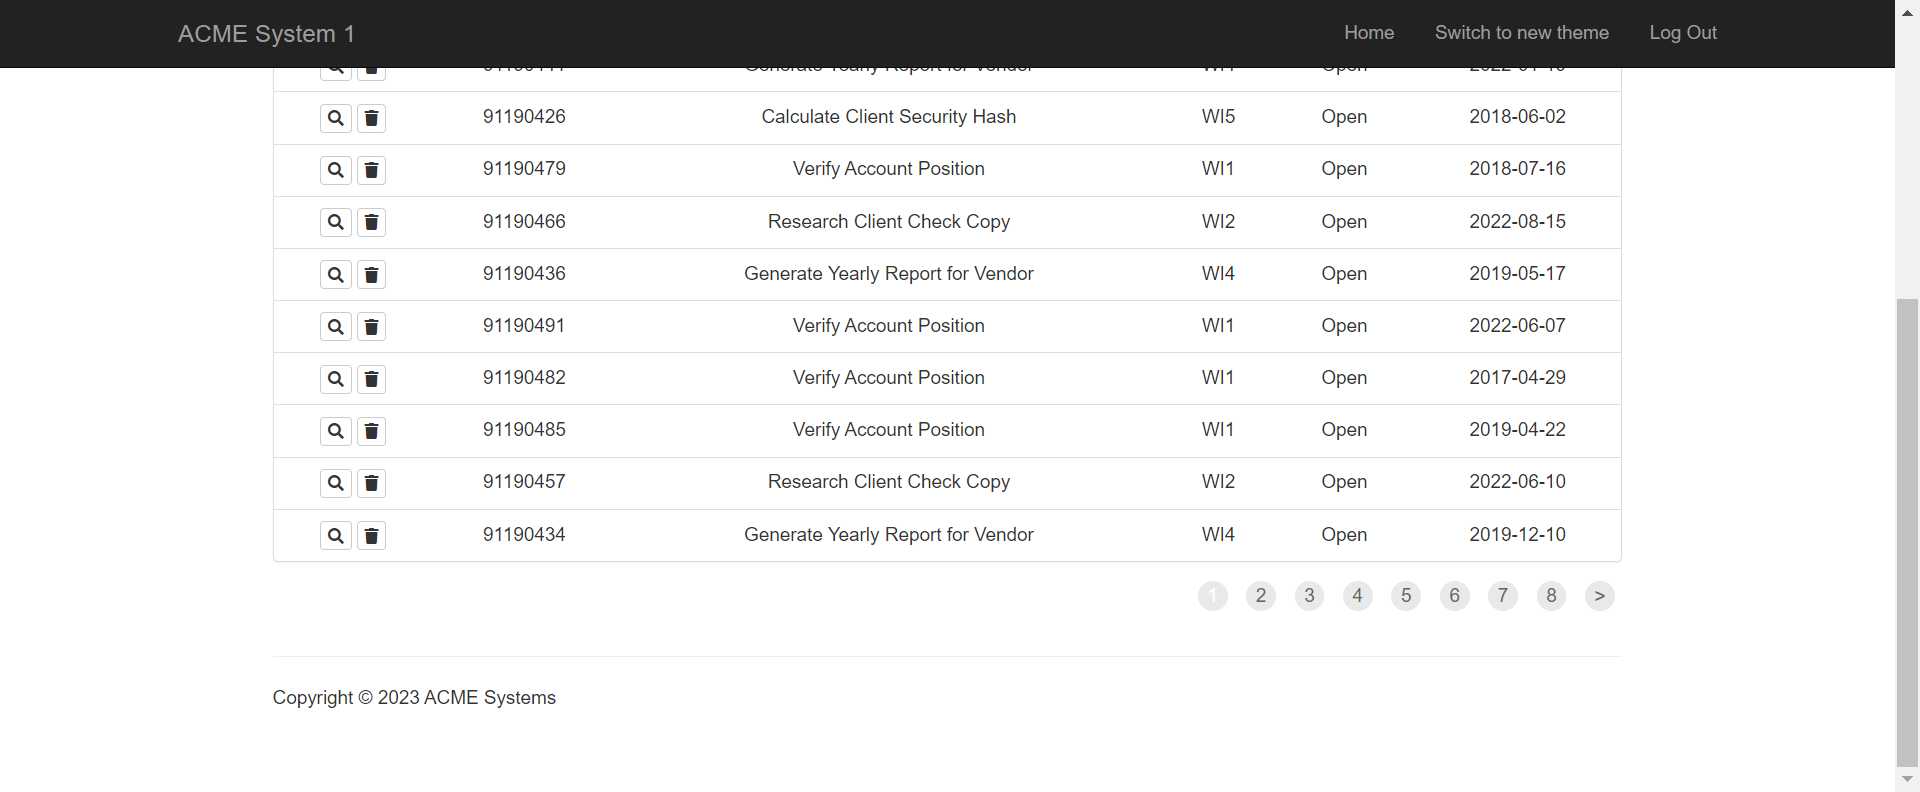 ACME System 1 Home Switch to new theme Log Out
91190426 Calculate Client Security Hash WI5 Open 2018-06-02
91190479 Verify Account Position WI1 Open 2018-07-16
91190466 Research Client Check Copy WI2 Open 2022-08-15
91190436 Generate Yearly Report for Vendor WI4 Open 2019-05-17
91190491 Verify Account Position WI1 Open 2022-06-07
91190482 Verify Account Position WI1 Open 2017-04-29
91190485 Verify Account Position WI1 Open 2019-04-22
91190457 Research Client Check Copy WI2 Open 2022-06-10
91190434 Generate Yearly Report for Vendor WI4 Open 2019-12-10
1 2 3 4 5 6 7 8 >
Copyright © 2023 ACME Systems